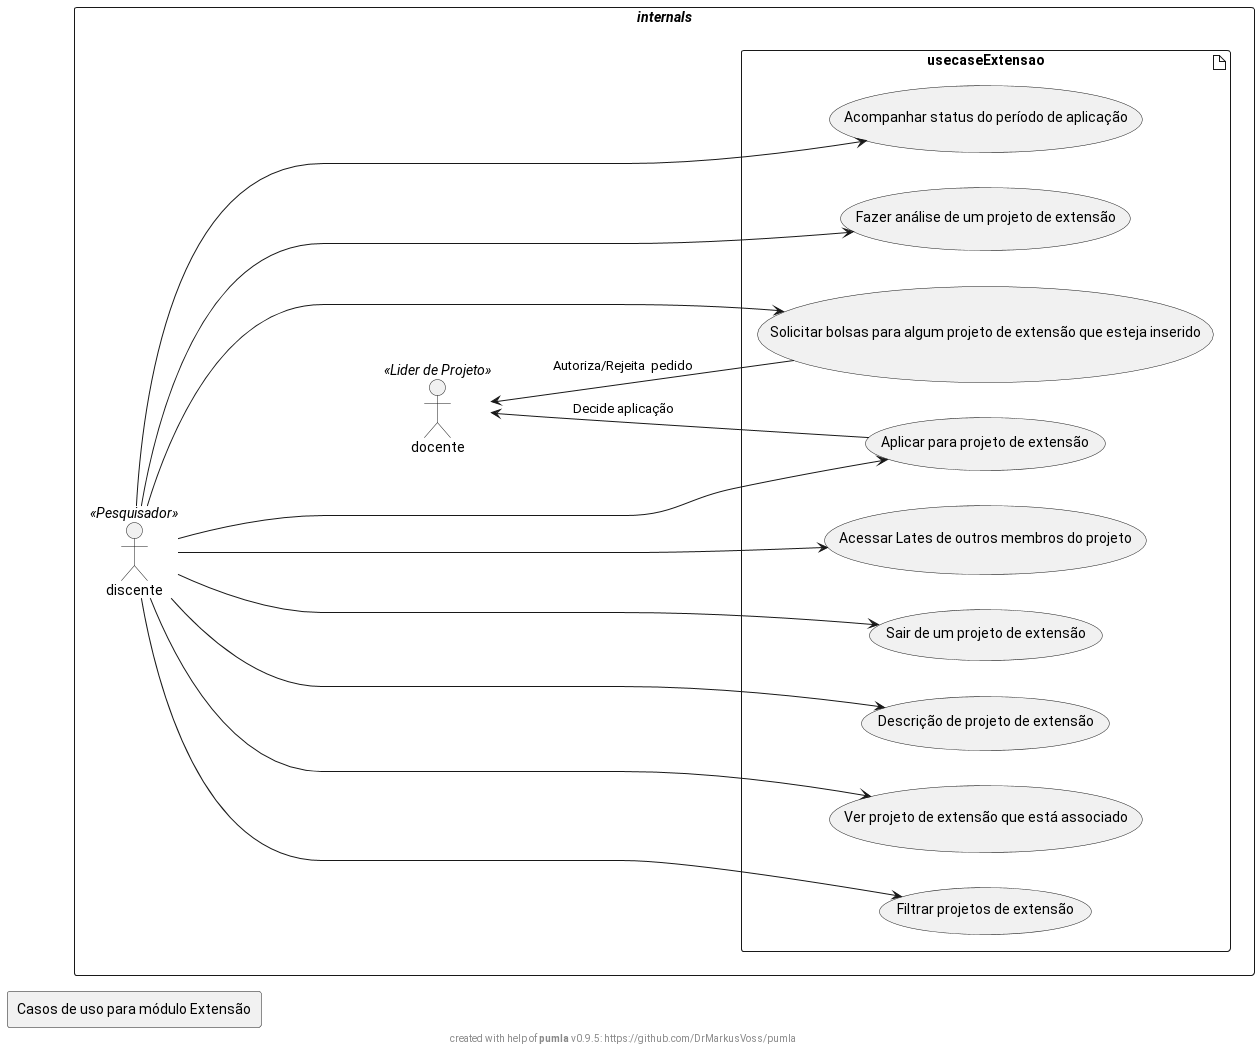 internals
usecaseExtensao
Acompanhar status do período de aplicação
Fazer análise de um projeto de extensão
Solicitar bolsas para algum projeto de extensão que esteja inserido
Autoriza/Rejeita  pedido
«Lider de Projeto»
Decide aplicação
docente
Aplicar para projeto de extensão
«Pesquisador»
Acessar Lates de outros membros do projeto
discente
Sair de um projeto de extensão
Descrição de projeto de extensão
Ver projeto de extensão que está associado
Filtrar projetos de extensão
Casos de uso para módulo Extensão
created with help of pumla v0.9.5: https://github.com/DrMarkusVoss/pumla